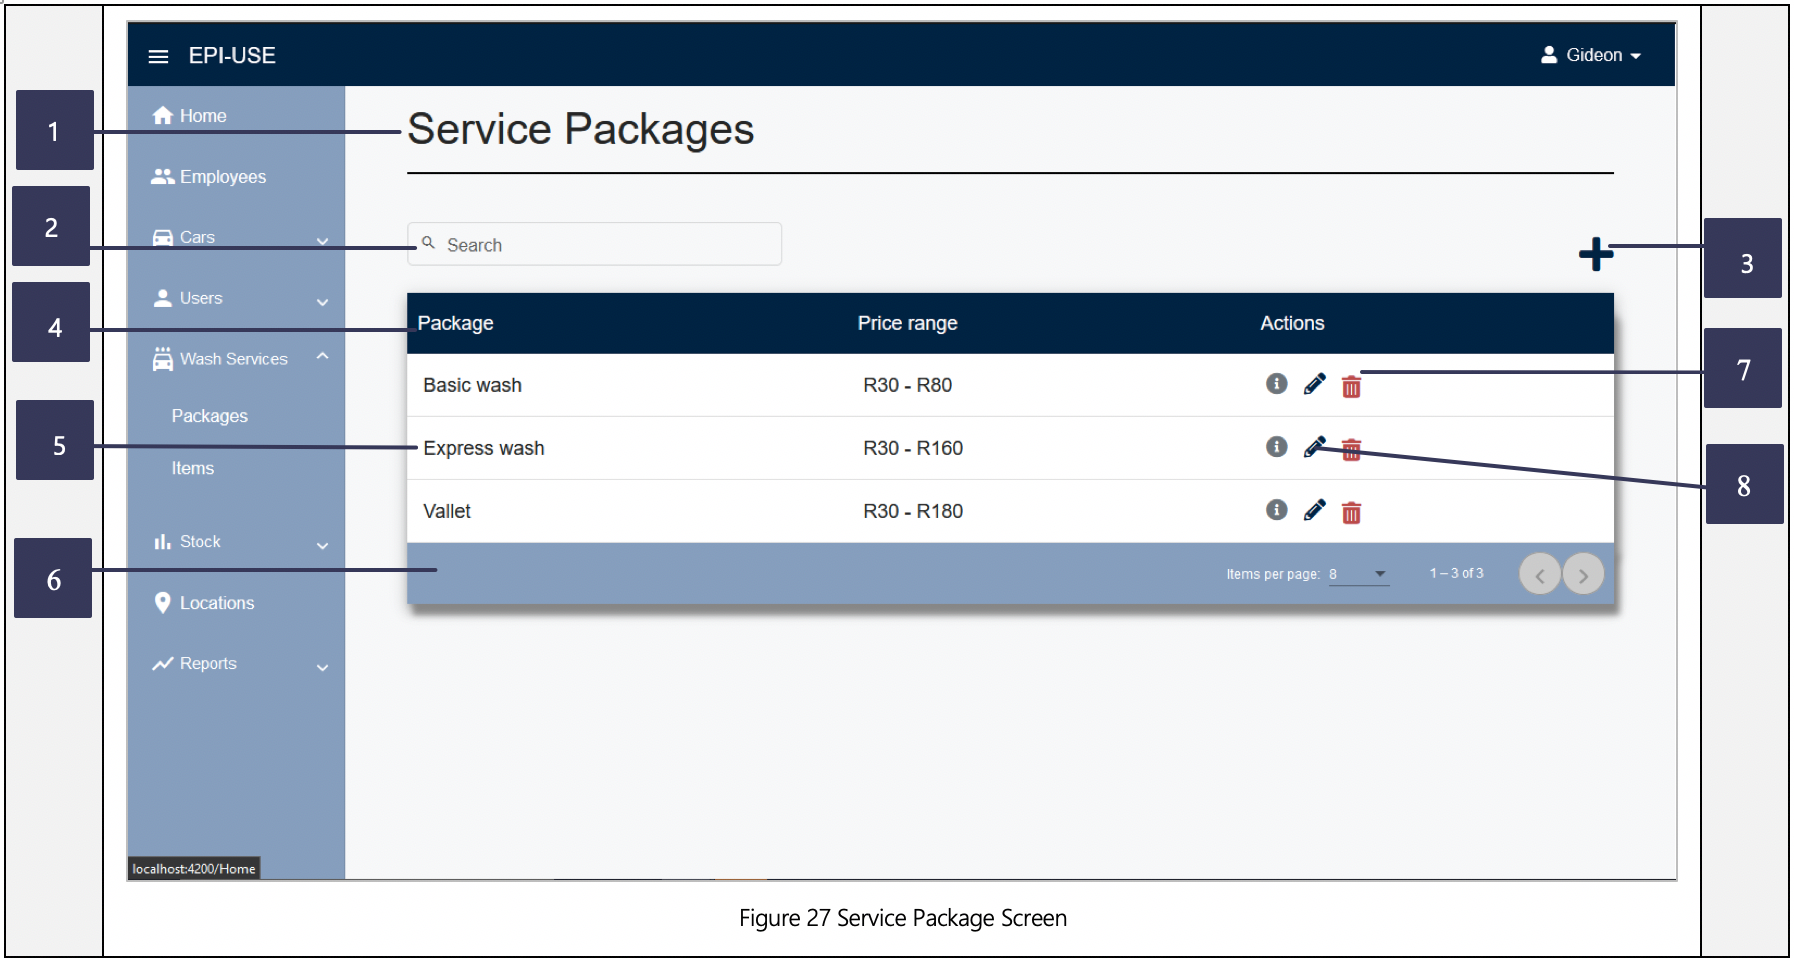 EPI-USE
Gideon
1
Home
Service Packages
Employees
2
Cars
Search
3
Users
4
Package Price range Actions
Wash Services
Basic wash R30 - R80
7
Packages
5
Express wash R30 - R160
Items
8
Vallet R30 - R180
Stock
6
Items per page: 8 1 – 3 of 3
Locations
Reports
localhost:4200/Home
Figure 27 Service Package Screen